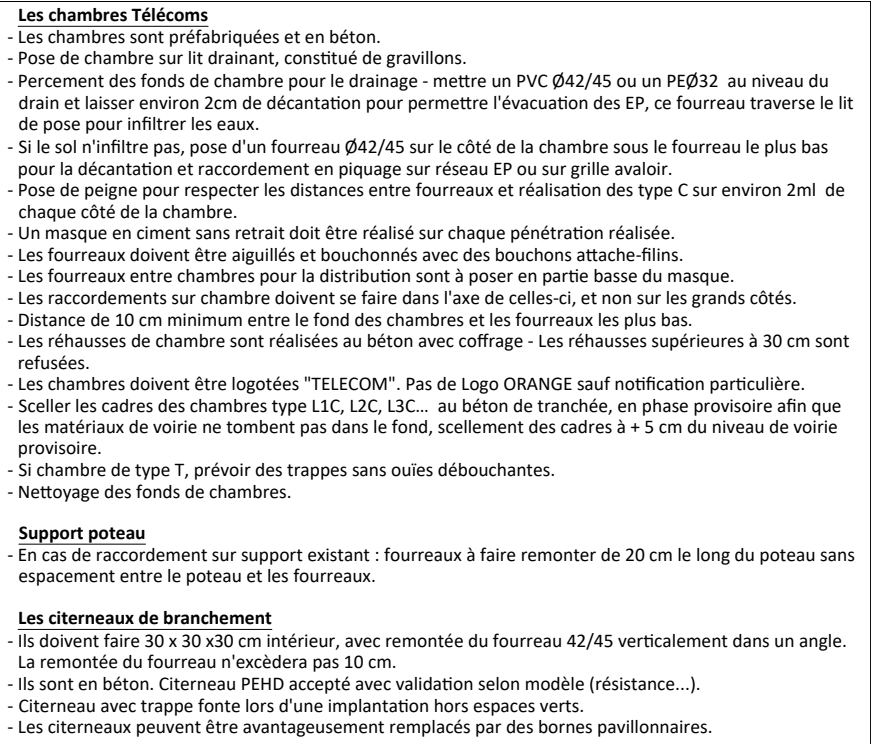 Les chambres Télécoms
- Les chambres sont préfabriquées et en béton.
- Pose de chambre sur lit drainant, constitué de gravillons.
- Percement des fonds de chambre pour le drainage - mettre un PVC Ø42/45 ou un PEØ32 au niveau du
drain et laisser environ 2cm de décantation pour permettre l'évacuation des EP, ce fourreau traverse le lit
de pose pour infiltrer les eaux.
- Si le sol n'infiltre pas, pose d'un fourreau Ø42/45 sur le côté de la chambre sous le fourreau le plus bas
pour la décantation et raccordement en piquage sur réseau EP ou sur grille avaloir.
- Pose de peigne pour respecter les distances entre fourreaux et réalisation des type C sur environ 2ml de
chaque côté de la chambre.
- Un masque en ciment sans retrait doit être réalisé sur chaque pénétration réalisée.
- Les fourreaux doivent être aiguillés et bouchonnés avec des bouchons attache-filins.
- Les fourreaux entre chambres pour la distribution sont à poser en partie basse du masque.
- Les raccordements sur chambre doivent se faire dans l'axe de celles-ci, et non sur les grands côtés.
- Distance de 10 cm minimum entre le fond des chambres et les fourreaux les plus bas.
- Les réhausses de chambre sont réalisées au béton avec coffrage - Les réhausses supérieures à 30 cm sont
refusées.
- Les chambres doivent être logotées "TELECOM". Pas de Logo ORANGE sauf notification particulière.
- Sceller les cadres des chambres type L1C, L2C, L3C... au béton de tranchée, en phase provisoire afin que
les matériaux de voirie ne tombent pas dans le fond, scellement des cadres à + 5 cm du niveau de voirie
provisoire.
- Si chambre de type T, prévoir des trappes sans ouïes débouchantes.
- Nettoyage des fonds de chambres.
Support poteau
- En cas de raccordement sur support existant : fourreaux à faire remonter de 20 cm le long du poteau sans
espacement entre le poteau et les fourreaux.
Les citerneaux de branchement
- Ils doivent faire 30 x 30 x30 cm intérieur, avec remontée du fourreau 42/45 verticalement dans un angle.
La remontée du fourreau n'excèdera pas 10 cm.
- Ils sont en béton. Citerneau PEHD accepté avec validation selon modèle (résistance...).
- Citerneau avec trappe fonte lors d'une implantation hors espaces verts.
- Les citerneaux peuvent être avantageusement remplacés par des bornes pavillonnaires.